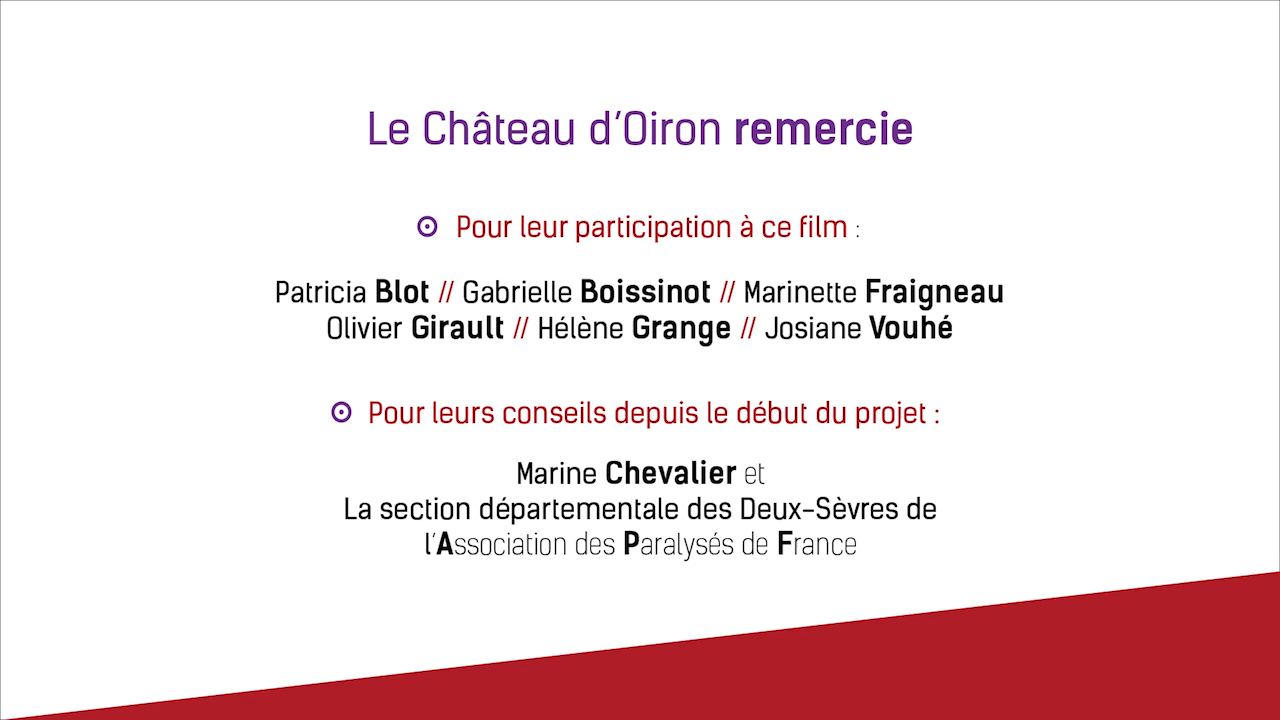 Le Château d'Oiron remercie
Pour leur participation à ce film :
Patricia Blot // Gabrielle Boissinot // Marinette Fraigneau
Olivier Girault // Hélène Grange // Josiane Vouhé
Pour leurs conseils depuis le début du projet :
Marine Chevalier et
La section départementale des Deux-Sèvres de
l'Association des Paralysés de France